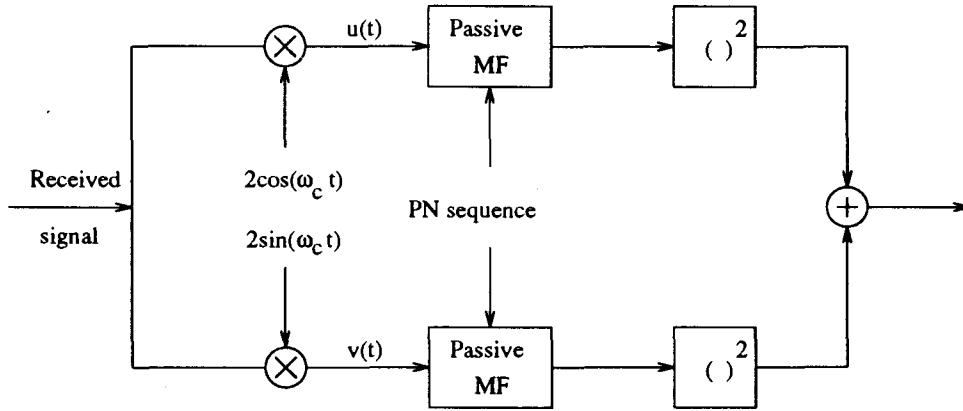 u(t)
Passive
MF
( )²
Received
signal
2cos(ω_c t)
PN sequence
2sin(ω_c t)
+
v(t)
Passive
MF
( )²